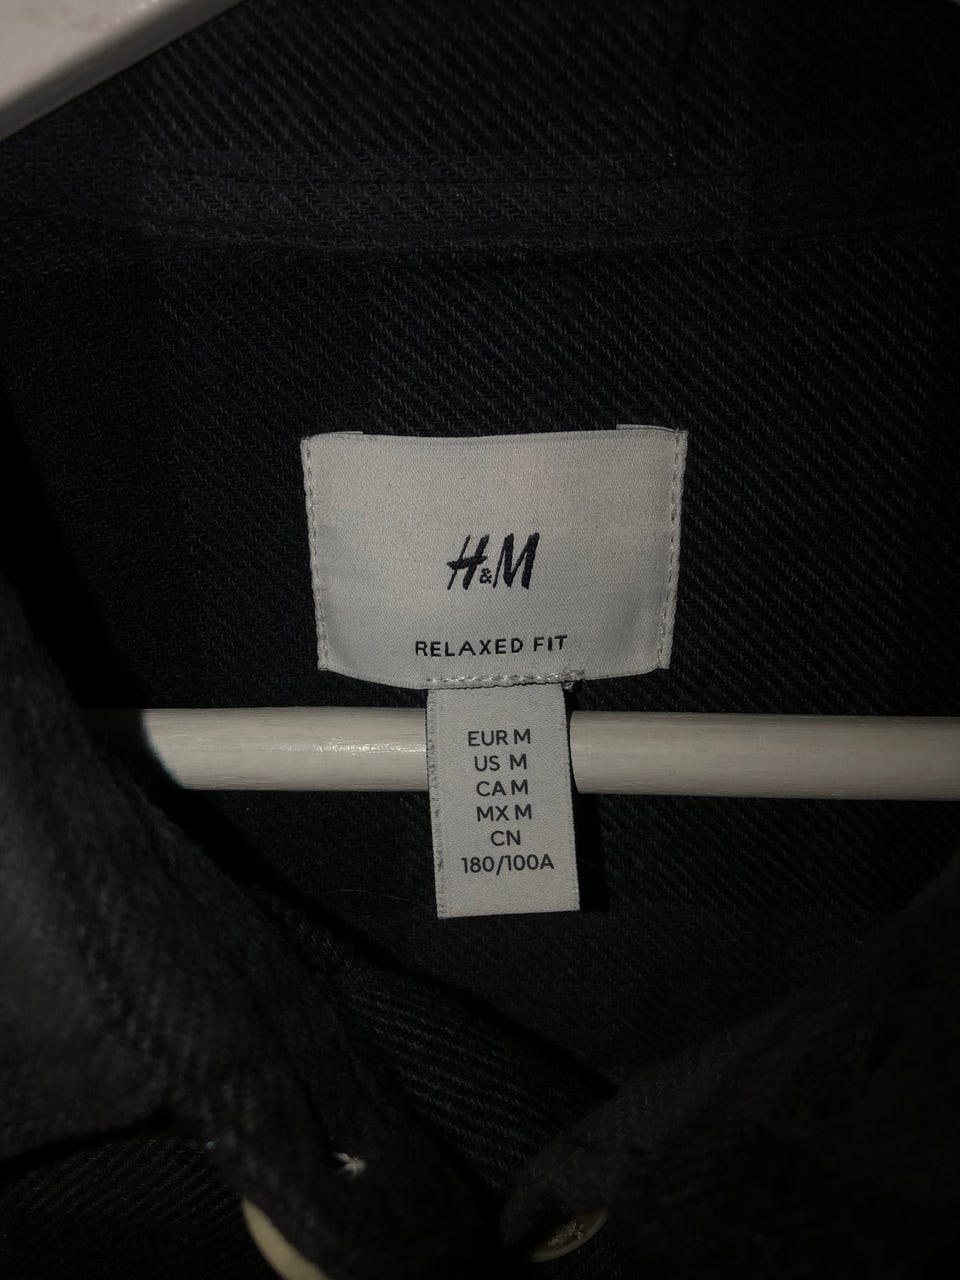 H&M
RELAXED FIT
EUR M
US M
CA M
MX M
CN
180/100A